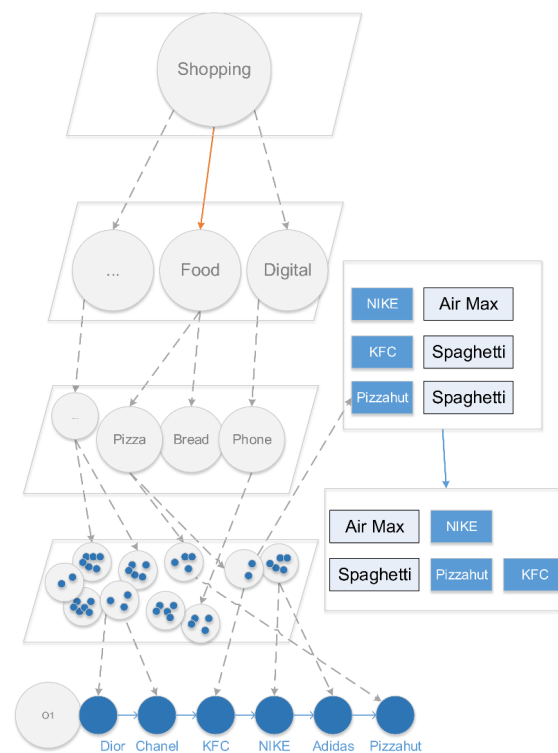 Shopping
... Food Digital
NIKE Air Max
KFC Spaghetti
Pizzahut Spaghetti
... Pizza Bread Phone
Air Max NIKE
Spaghetti Pizzahut KFC
O1
Dior Chanel KFC NIKE Adidas Pizzahut